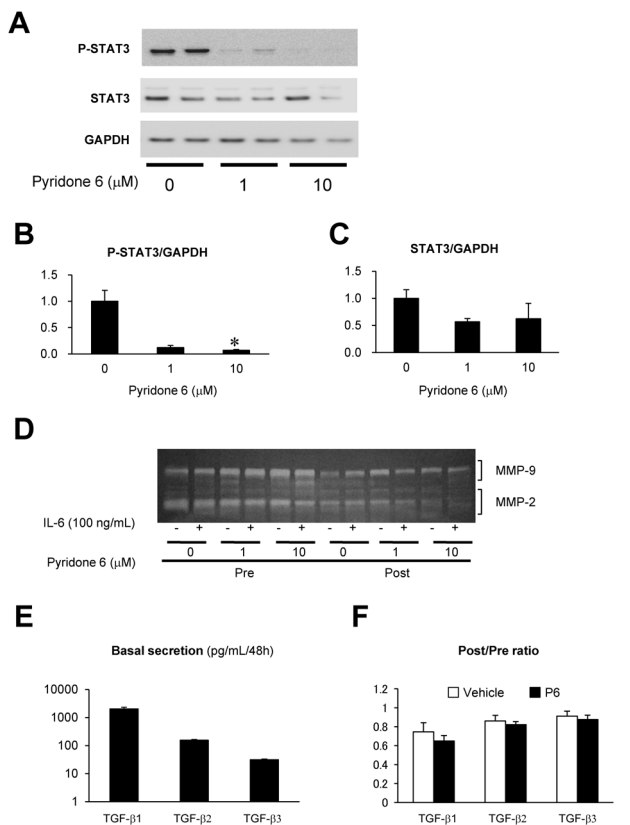 A
P-STAT3
STAT3
GAPDH
Pyridone 6 (μM)
0 1 10
B
P-STAT3/GAPDH
1.5
1.0
0.5
0.0
*
0 1 10
Pyridone 6 (μM)
C
STAT3/GAPDH
1.5
1.0
0.5
0.0
0 1 10
Pyridone 6 (μM)
D
MMP-9
MMP-2
IL-6 (100 ng/mL) - + - + - + - + - + - +
Pyridone 6 (μM) 0 1 10 0 1 10
Pre Post
E
Basal secretion (pg/mL/48h)
10000
1000
100
10
1
TGF-β1 TGF-β2 TGF-β3
F
Post/Pre ratio
Vehicle P6
1.2
1
0.8
0.6
0.4
0.2
0
TGF-β1 TGF-β2 TGF-β3